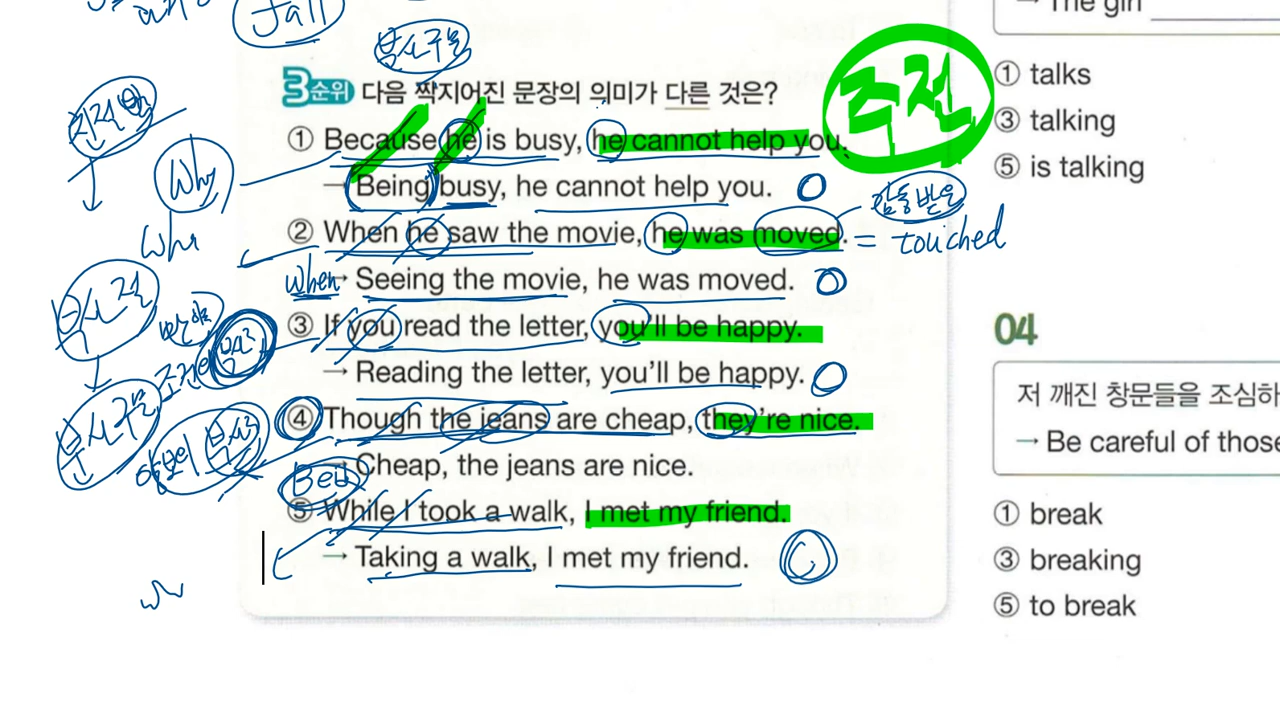 fall
분사구문
3순위 다음 짝지어진 문장의 의미가 다른 것은?
① Because he is busy, he cannot help you.
→ Being busy, he cannot help you.
② When he saw the movie, he was moved.
= touched
감동받은
when → Seeing the movie, he was moved.
③ If you read the letter, you'll be happy.
→ Reading the letter, you'll be happy.
④ Though the jeans are cheap, they're nice.
→ Cheap, the jeans are nice.
⑤ While I took a walk, I met my friend.
→ Taking a walk, I met my friend.
주절
Why
부사절
분사구문
→ The girl
① talks
③ talking
⑤ is talking
04
저 깨진 창문들을 조심하
→ Be careful of those
① break
③ breaking
⑤ to break